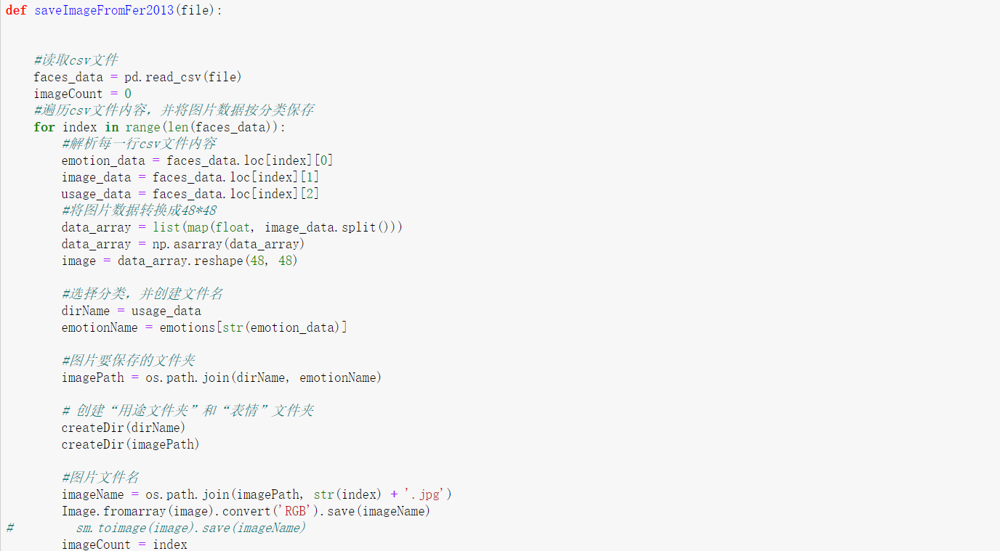 def saveImageFromFer2013(file):
#读取csv文件
faces_data = pd.read_csv(file)
imageCount = 0
#遍历csv文件内容，并将图片数据按分类保存
for index in range(len(faces_data)):
#解析每一行csv文件内容
emotion_data = faces_data.loc[index][0]
image_data = faces_data.loc[index][1]
usage_data = faces_data.loc[index][2]
#将图片数据转换成48*48
data_array = list(map(float, image_data.split()))
data_array = np.asarray(data_array)
image = data_array.reshape(48, 48)
#选择分类，并创建文件名
dirName = usage_data
emotionName = emotions[str(emotion_data)]
#图片要保存的文件夹
imagePath = os.path.join(dirName, emotionName)
# 创建“用途文件夹”和“表情”文件夹
createDir(dirName)
createDir(imagePath)
#图片文件名
imageName = os.path.join(imagePath, str(index) + '.jpg')
Image.fromarray(image).convert('RGB').save(imageName)
# sm.toimage(image).save(imageName)
imageCount = index